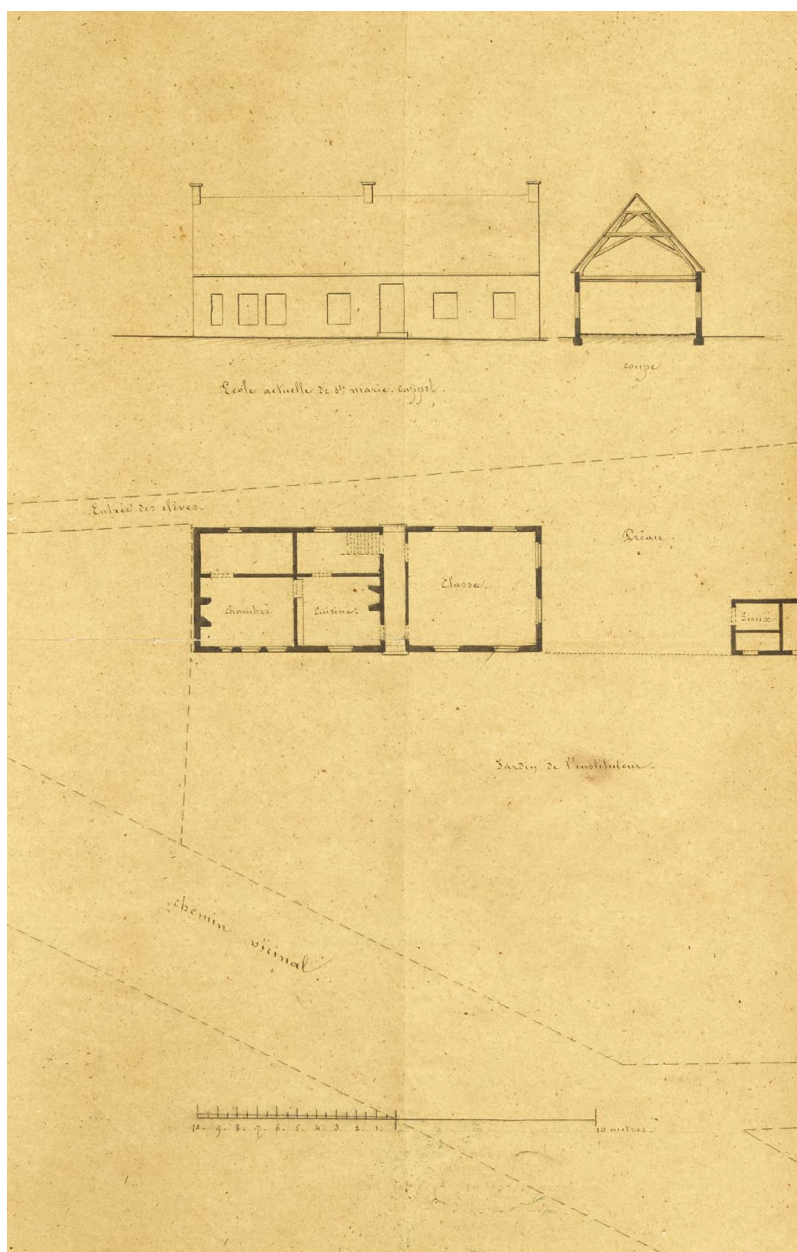 coupe
École actuelle de Ste marie. Cappel.
Entrée des élèves.
Préau.
Classe.
Chambre
Cuisine.
Lieux
Jardin de l'instituteur.
chemin vicinal
10. 9. 8. 7. 6. 5. 4. 3. 2. 1. 10 mètres.